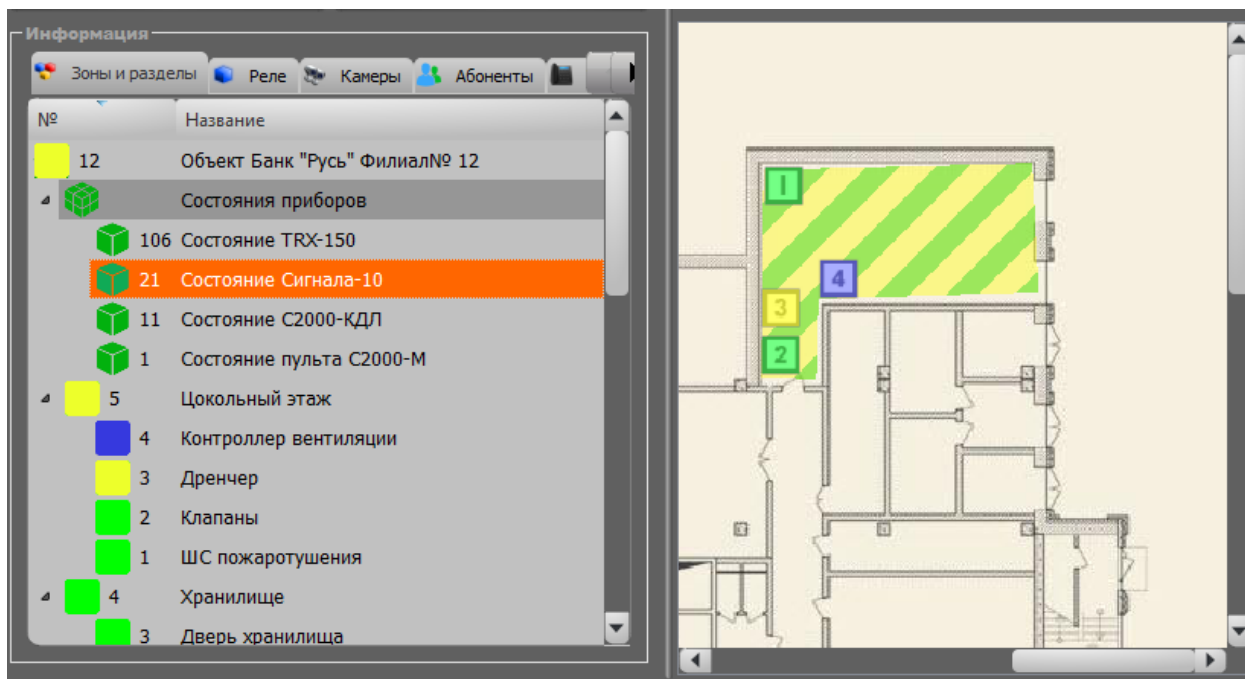 Информация
Зоны и разделы Реле Камеры Абоненты
№ Название
12 Объект Банк "Русь" Филиал№ 12
Состояния приборов
106 Состояние TRX-150
21 Состояние Сигнала-10
11 Состояние С2000-КДЛ
1 Состояние пульта С2000-М
5 Цокольный этаж
4 Контроллер вентиляции
3 Дренчер
2 Клапаны
1 ШС пожаротушения
4 Хранилище
3 Дверь хранилища
1
4
3
2